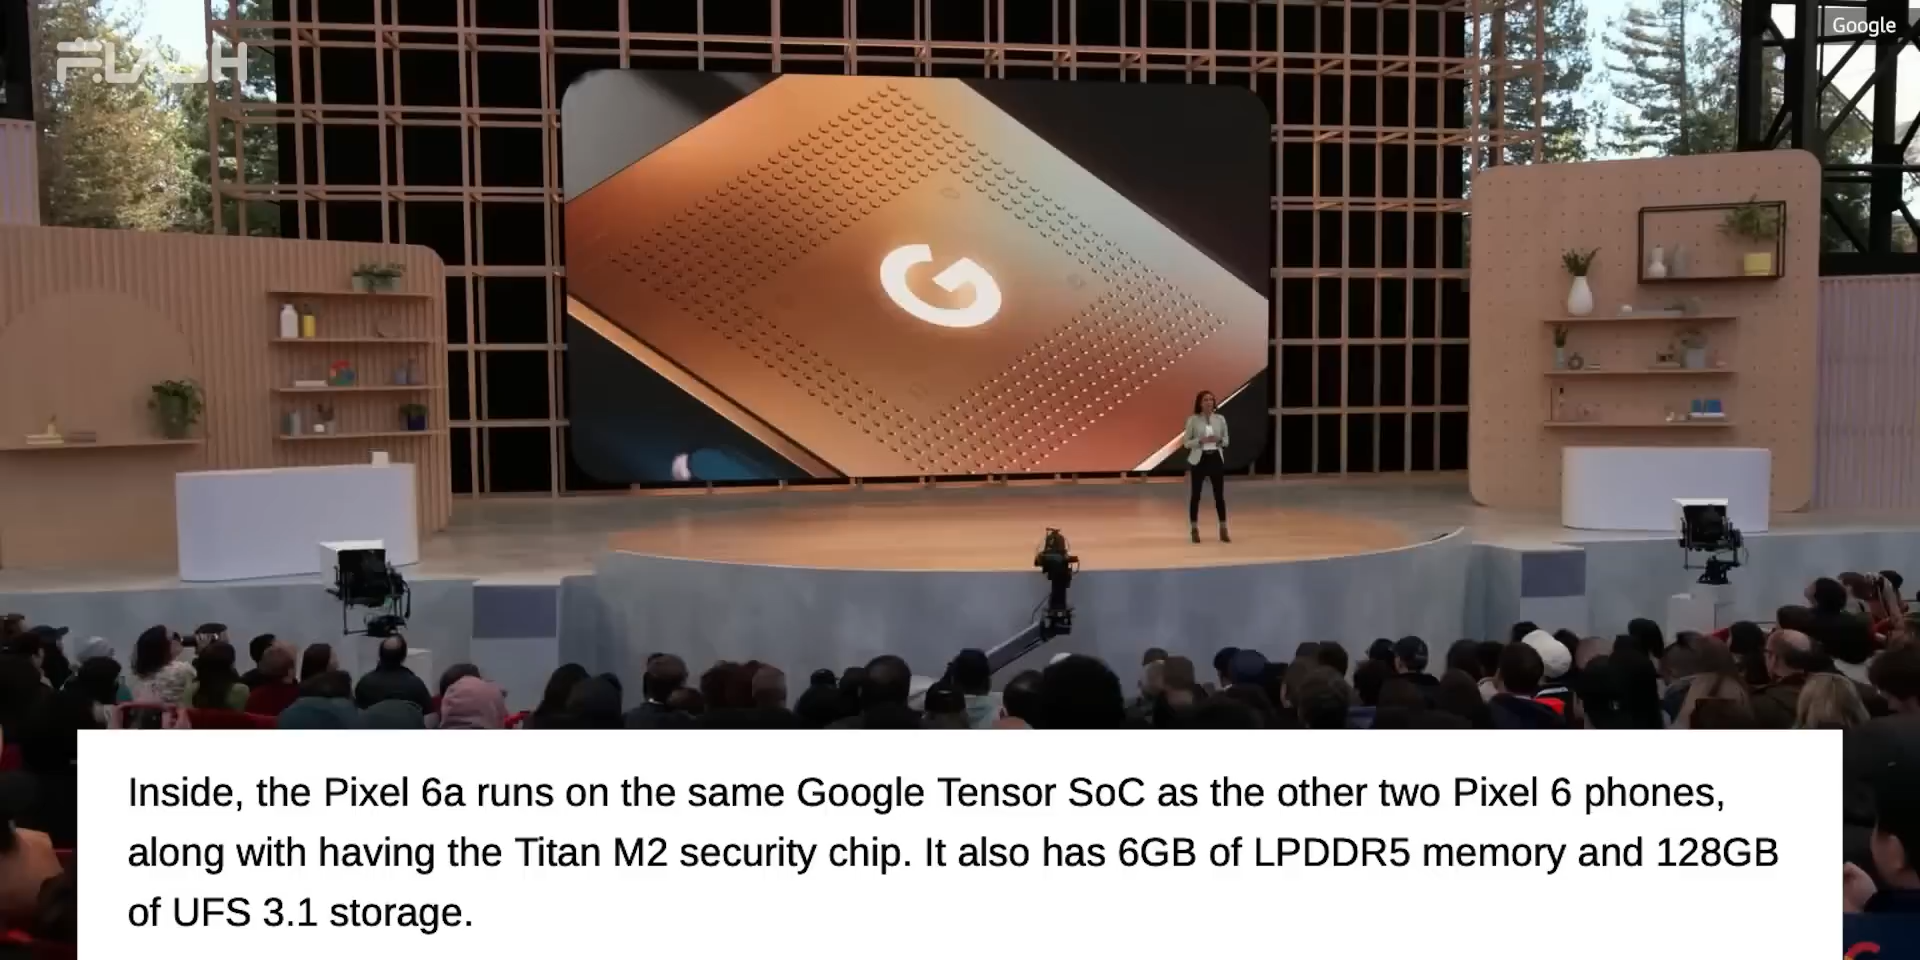 FLASH
Google
G
Inside, the Pixel 6a runs on the same Google Tensor SoC as the other two Pixel 6 phones,
along with having the Titan M2 security chip. It also has 6GB of LPDDR5 memory and 128GB
of UFS 3.1 storage.